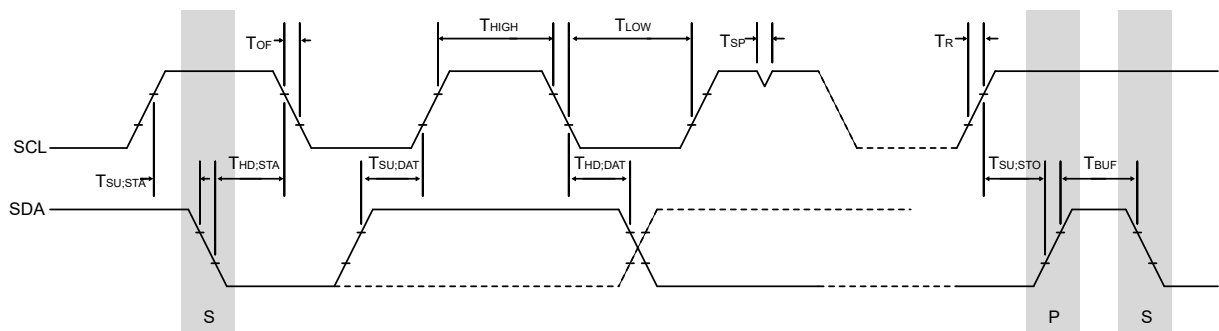 THIGH
TLOW
TOF
TSP
TR
SCL
THD;STA
TSU;DAT
THD;DAT
TSU;STO
TBUF
TSU;STA
SDA
S
P
S